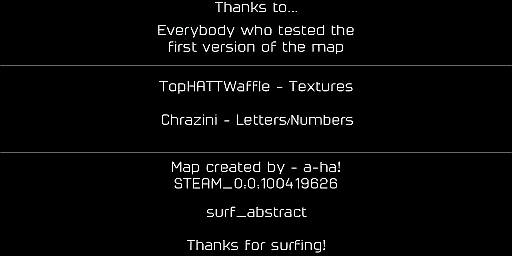 Thanks to...
Everybody who tested the
first version of the map
TopHATTWaffle - Textures
Chrazini - Letters/Numbers
Map created by - a-ha!
STEAM_0:0:100419626
surf_abstract
Thanks for surfing!